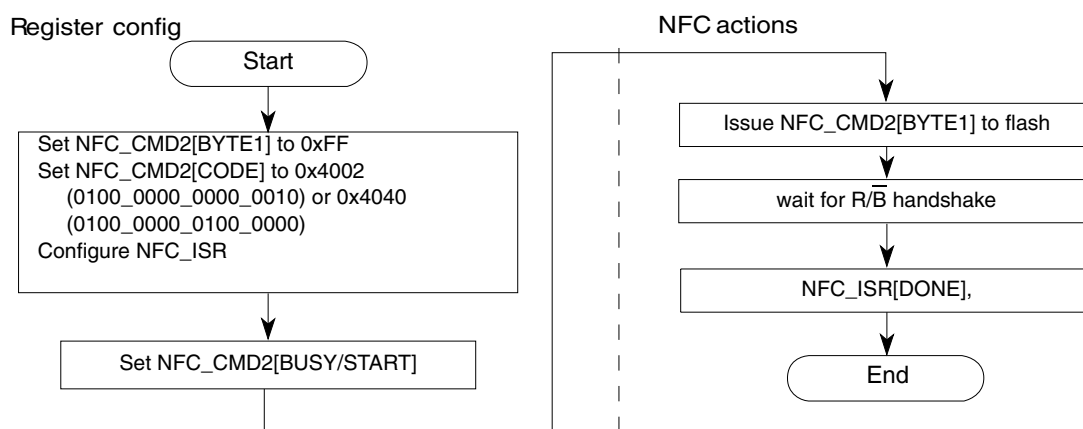 Register config
Start
Set NFC_CMD2[BYTE1] to 0xFF
Set NFC_CMD2[CODE] to 0x4002
(0100_0000_0000_0010) or 0x4040
(0100_0000_0100_0000)
Configure NFC_ISR
Set NFC_CMD2[BUSY/START]
NFC actions
Issue NFC_CMD2[BYTE1] to flash
wait for R/B̅ handshake
NFC_ISR[DONE],
End